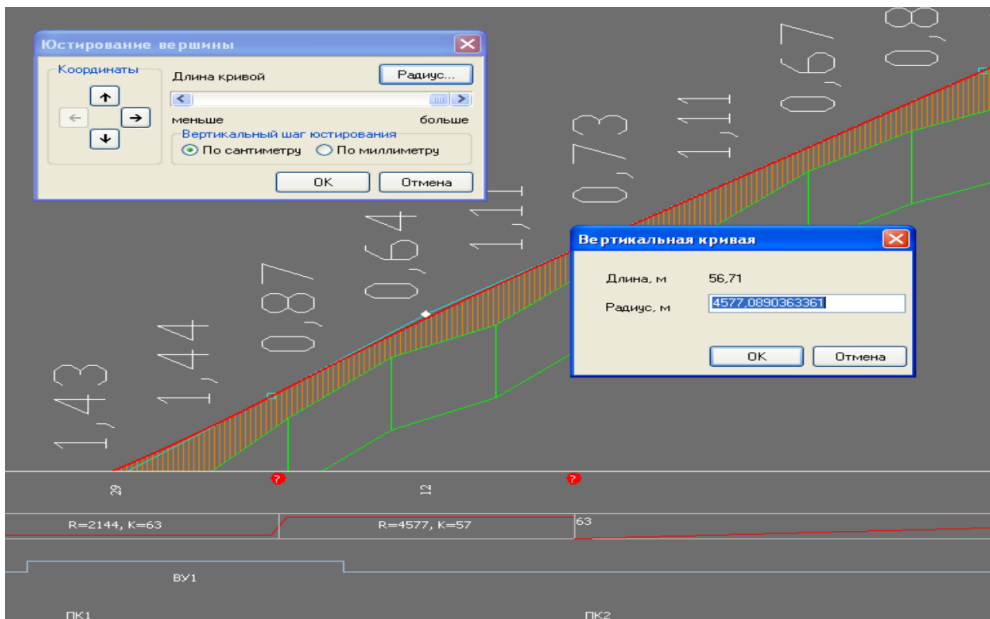 Юстирование вершины
Координаты
Длина кривой
Радиус...
меньше
больше
Вертикальный шаг юстирования
По сантиметру
По миллиметру
ОК
Отмена
Вертикальная кривая
Длина, м
56,71
Радиус, м
4577,0890363361
ОК
Отмена
1,43
1,44
0,87
0,64
1,11
0,73
1,11
0,67
0,8
29
?
12
?
R=2144, K=63
R=4577, K=57
63
ВУ1
ПК1
ПК2